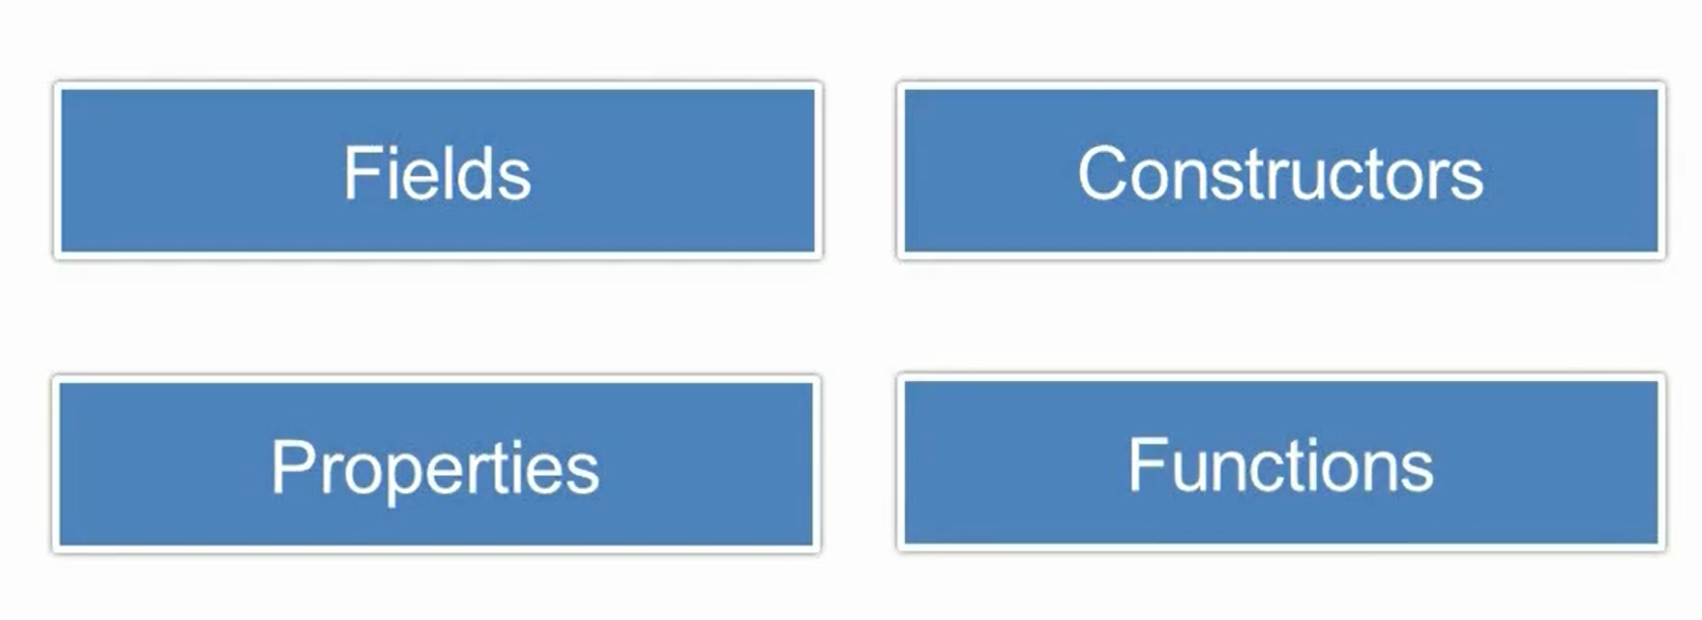 Fields
Constructors
Properties
Functions